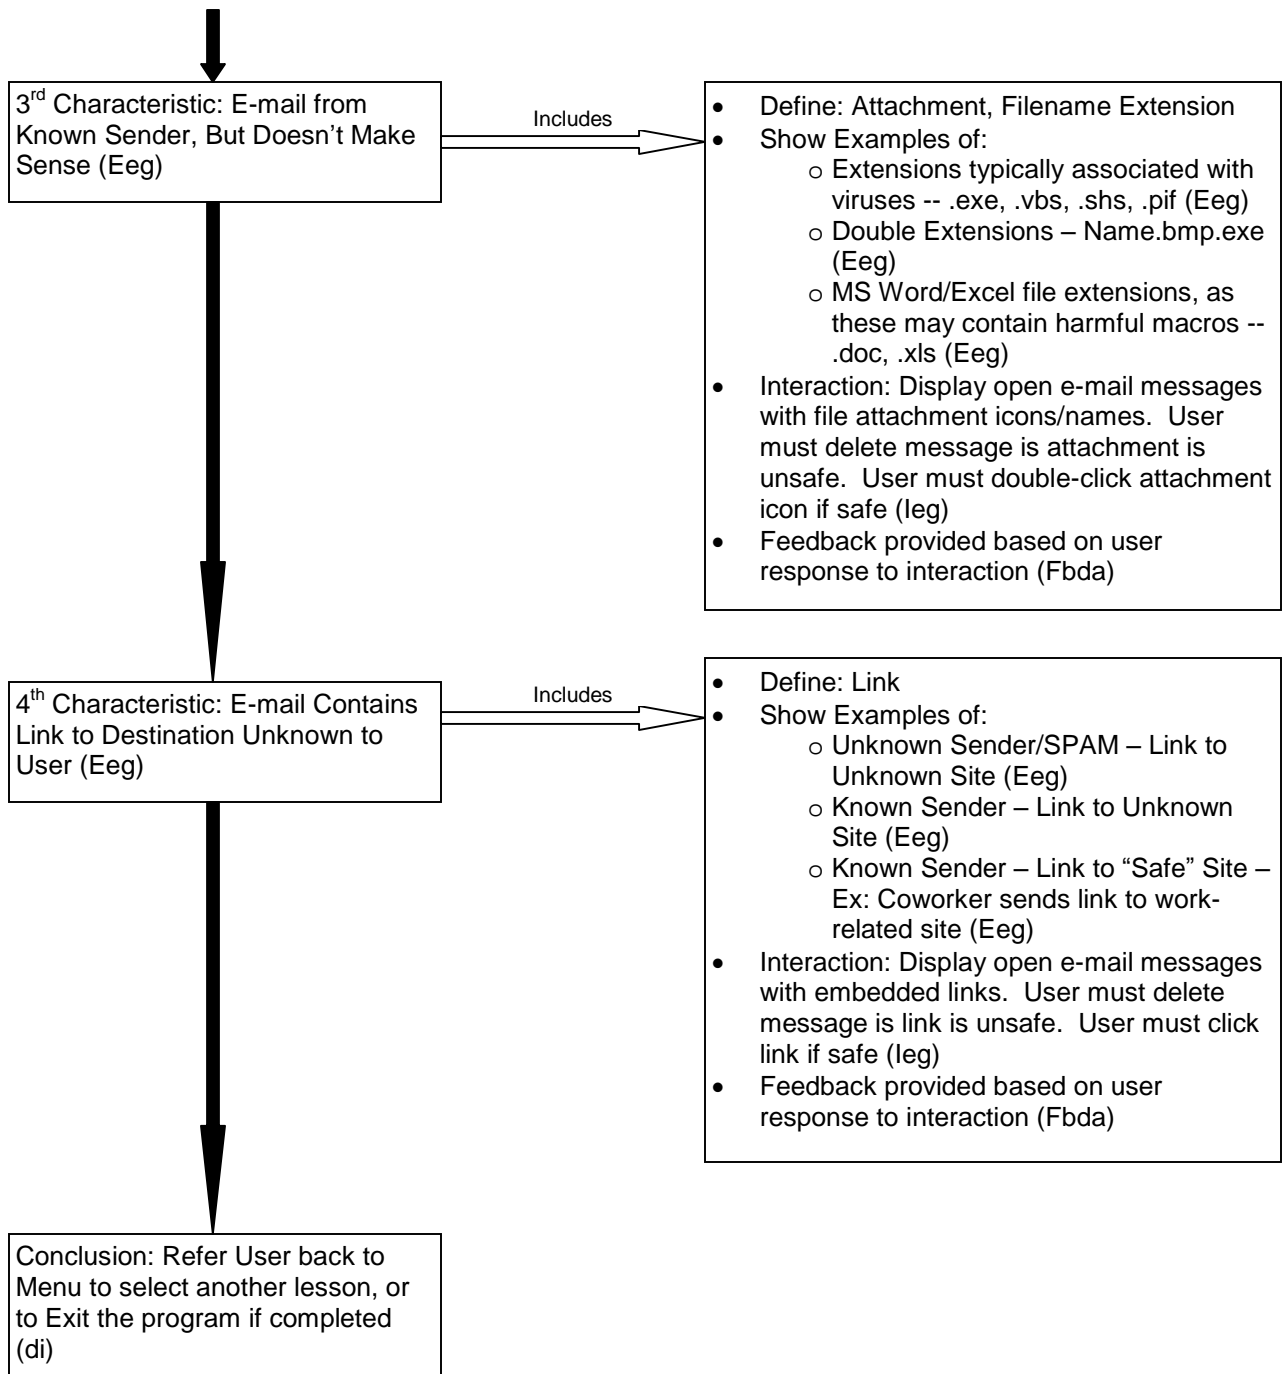 3rd Characteristic: E-mail from
Known Sender, But Doesn’t Make
Sense (Eeg)
Includes
• Define: Attachment, Filename Extension
• Show Examples of:
o Extensions typically associated with
viruses -- .exe, .vbs, .shs, .pif (Eeg)
o Double Extensions – Name.bmp.exe
(Eeg)
o MS Word/Excel file extensions, as
these may contain harmful macros --
.doc, .xls (Eeg)
• Interaction: Display open e-mail messages
with file attachment icons/names.  User
must delete message is attachment is
unsafe.  User must double-click attachment
icon if safe (Ieg)
• Feedback provided based on user
response to interaction (Fbda)
4th Characteristic: E-mail Contains
Link to Destination Unknown to
User (Eeg)
Includes
• Define: Link
• Show Examples of:
o Unknown Sender/SPAM – Link to
Unknown Site (Eeg)
o Known Sender – Link to Unknown
Site (Eeg)
o Known Sender – Link to “Safe” Site –
Ex: Coworker sends link to work-
related site (Eeg)
• Interaction: Display open e-mail messages
with embedded links.  User must delete
message is link is unsafe.  User must click
link if safe (Ieg)
• Feedback provided based on user
response to interaction (Fbda)
Conclusion: Refer User back to
Menu to select another lesson, or
to Exit the program if completed
(di)